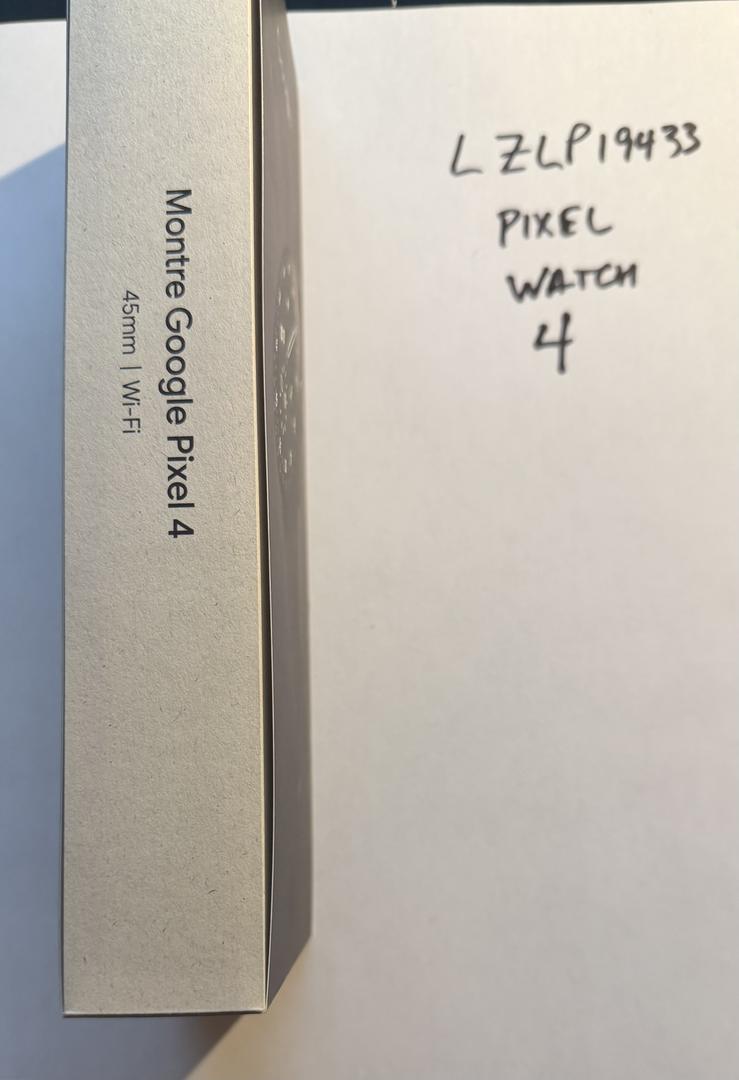 Montre Google Pixel 4
45mm | Wi-Fi
LZLP19433
PIXEL
WATCH
4